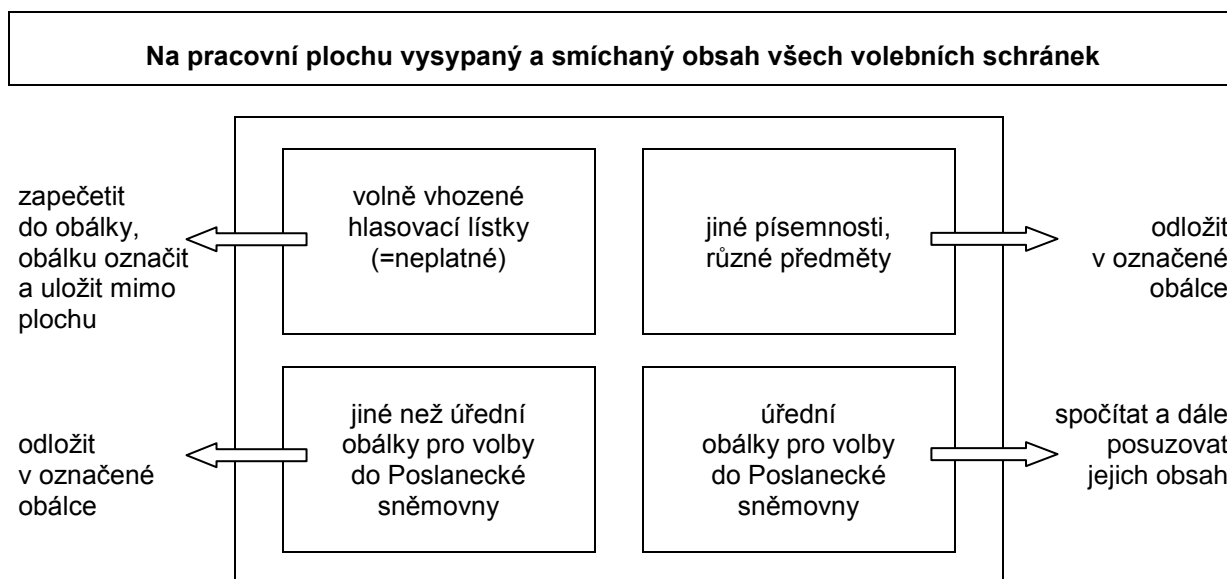 Na pracovní plochu vysypaný a smíchaný obsah všech volebních schránek
zapečetit
do obálky,
obálku označit
a uložit mimo
plochu
volně vhozené
hlasovací lístky
(=neplatné)
jiné písemnosti,
různé předměty
odložit
v označené
obálce
odložit
v označené
obálce
jiné než úřední
obálky pro volby
do Poslanecké
sněmovny
úřední
obálky pro volby
do Poslanecké
sněmovny
spočítat a dále
posuzovat
jejich obsah